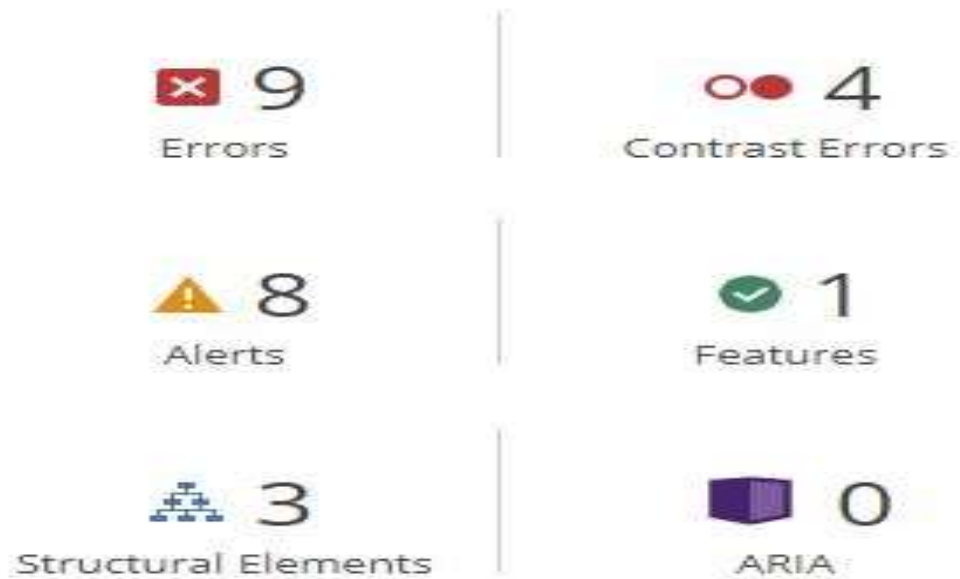 9 4
Errors Contrast Errors
8 1
Alerts Features
3 0
Structural Elements ARIA